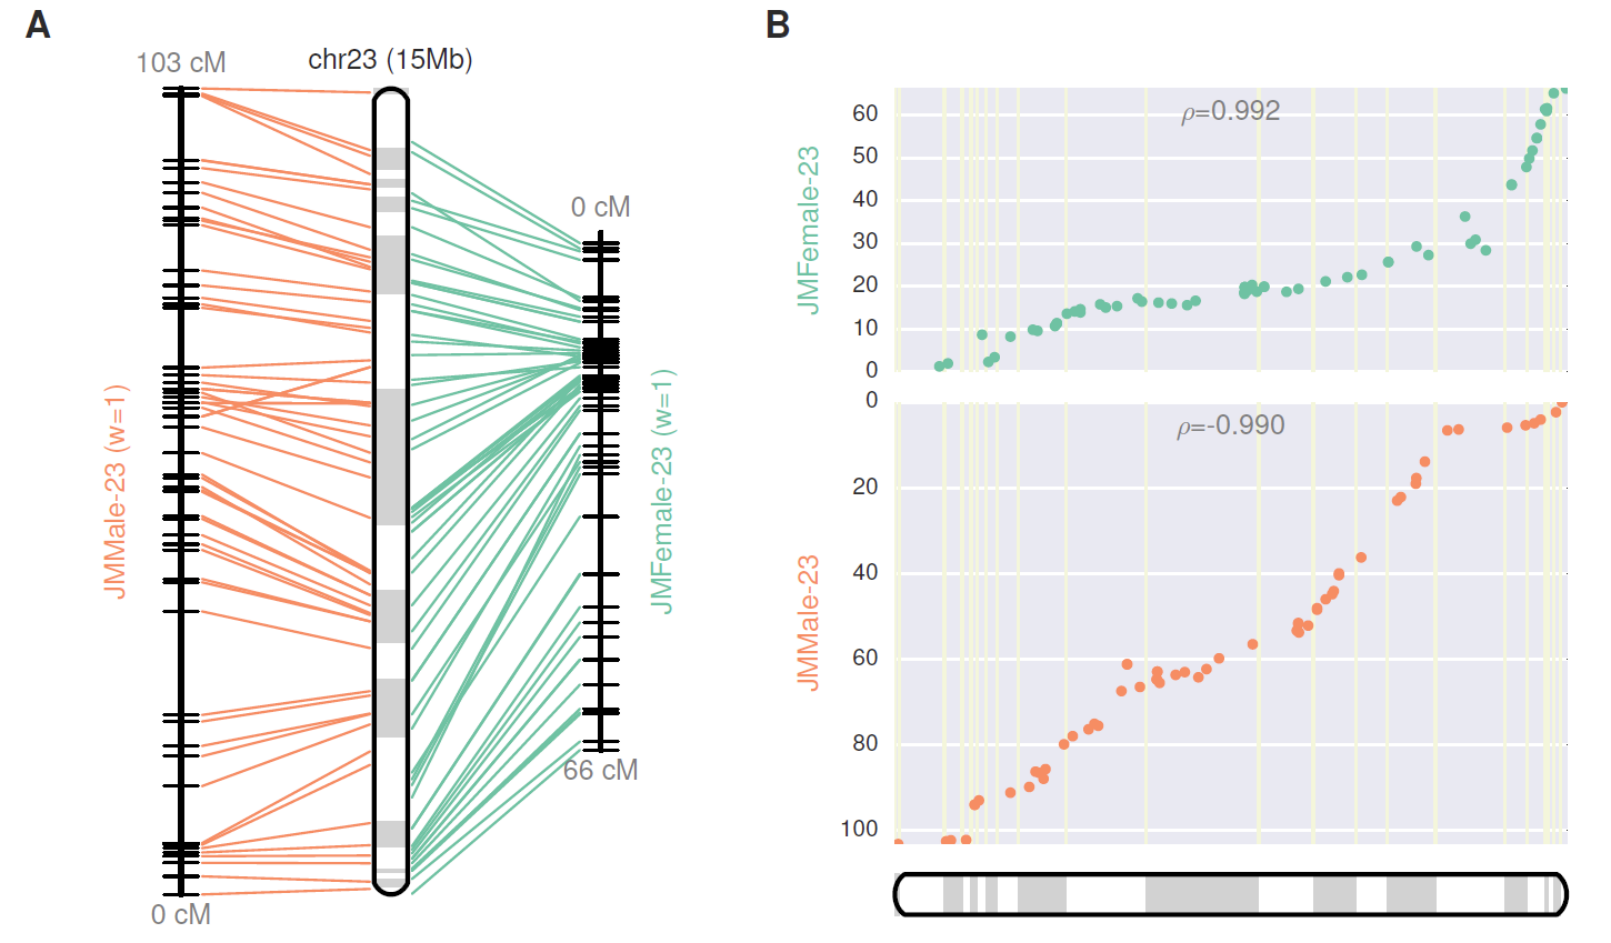 A
103 cM
chr23 (15Mb)
0 cM
JMMale-23 (w=1)
JMFemale-23 (w=1)
66 cM
0 cM
B
ρ=0.992
JMFemale-23
60
50
40
30
20
10
0
ρ=-0.990
JMMale-23
0
20
40
60
80
100